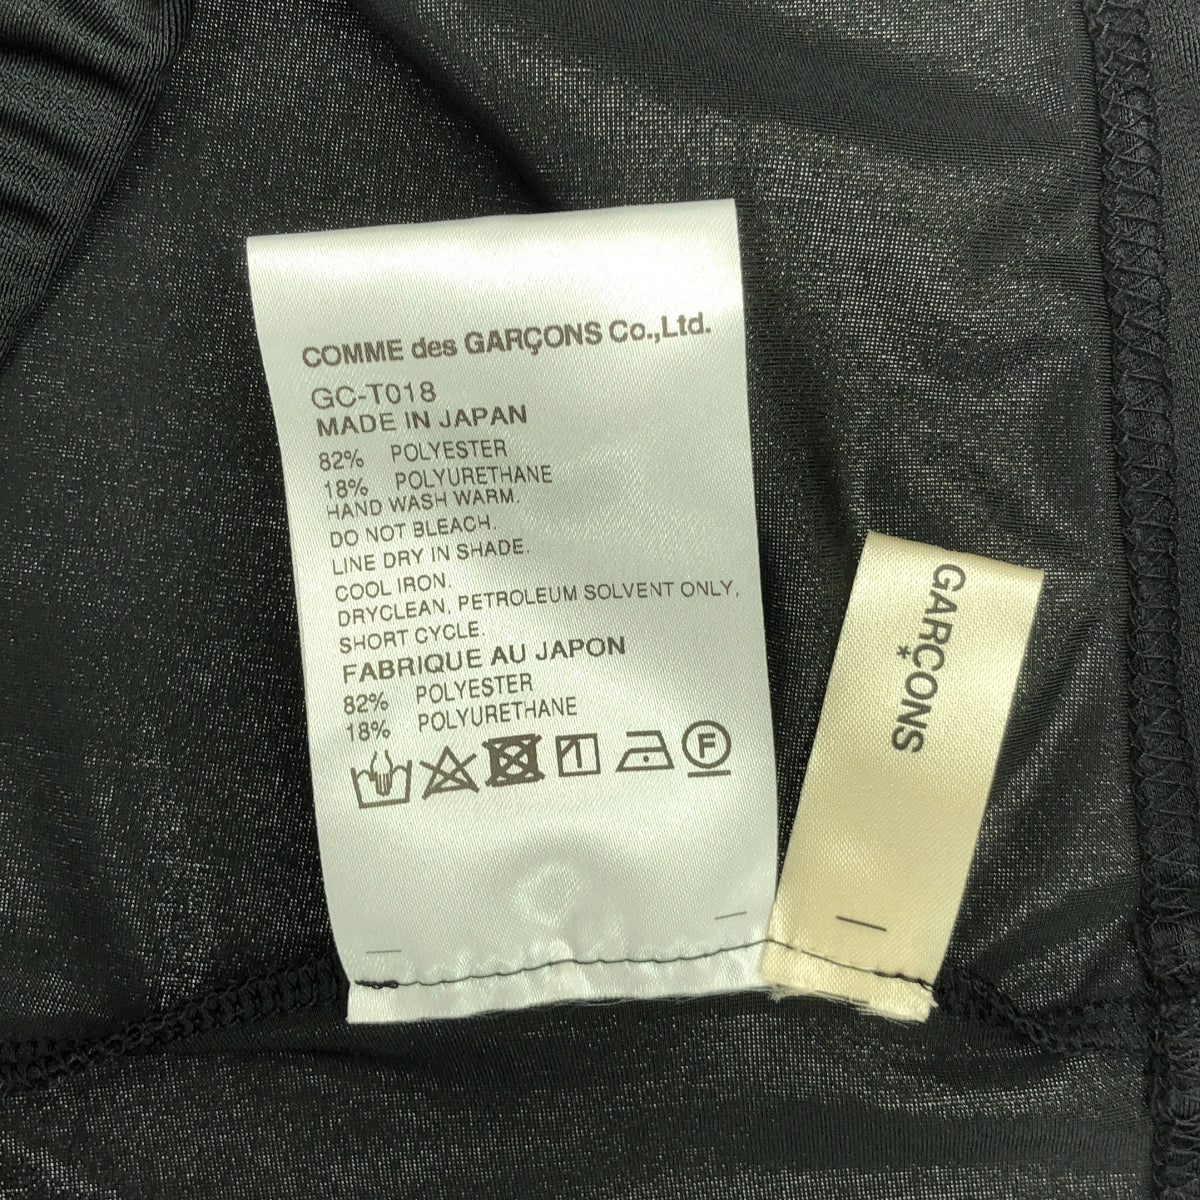 COMME des GARÇONS Co.,Ltd.
GC-T018
MADE IN JAPAN
82% POLYESTER
18% POLYURETHANE
HAND WASH WARM.
DO NOT BLEACH.
LINE DRY IN SHADE.
COOL IRON.
DRYCLEAN, PETROLEUM SOLVENT ONLY,
SHORT CYCLE.
FABRIQUE AU JAPON
82% POLYESTER
18% POLYURETHANE
F
GARÇONS
*